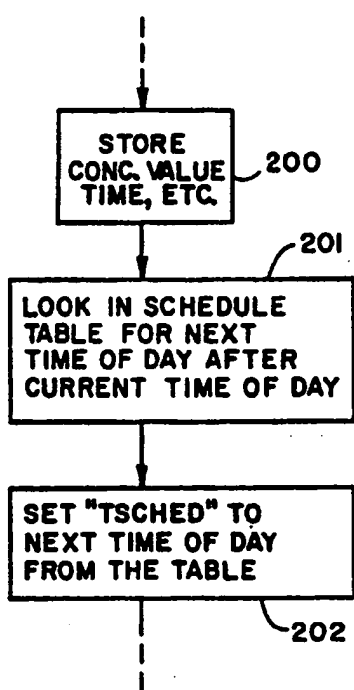 STORE
CONC. VALUE
TIME, ETC.
200
201
LOOK IN SCHEDULE
TABLE FOR NEXT
TIME OF DAY AFTER
CURRENT TIME OF DAY
SET "TSCHED" TO
NEXT TIME OF DAY
FROM THE TABLE
202